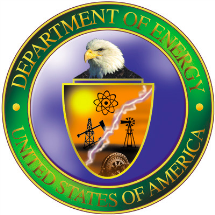 DEPARTMENT OF ENERGY
UNITED STATES OF AMERICA